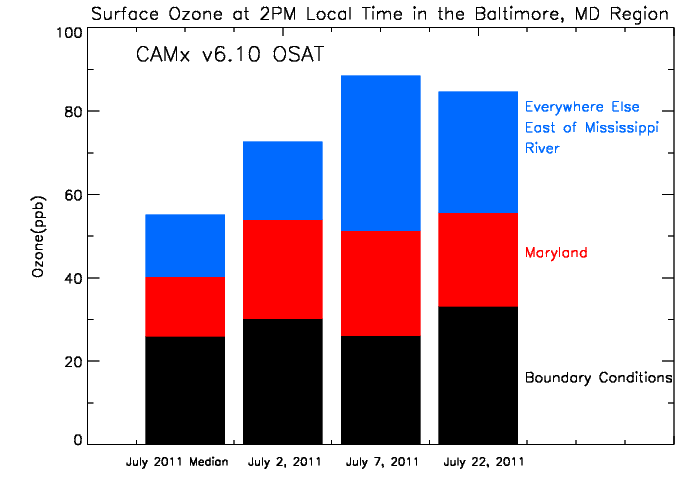 Surface Ozone at 2PM Local Time in the Baltimore, MD Region
100
CAMx v6.10 OSAT
80
60
40
20
0
Ozone(ppb)
Everywhere Else
East of Mississippi
River
Maryland
Boundary Conditions
July 2011 Median
July 2, 2011
July 7, 2011
July 22, 2011